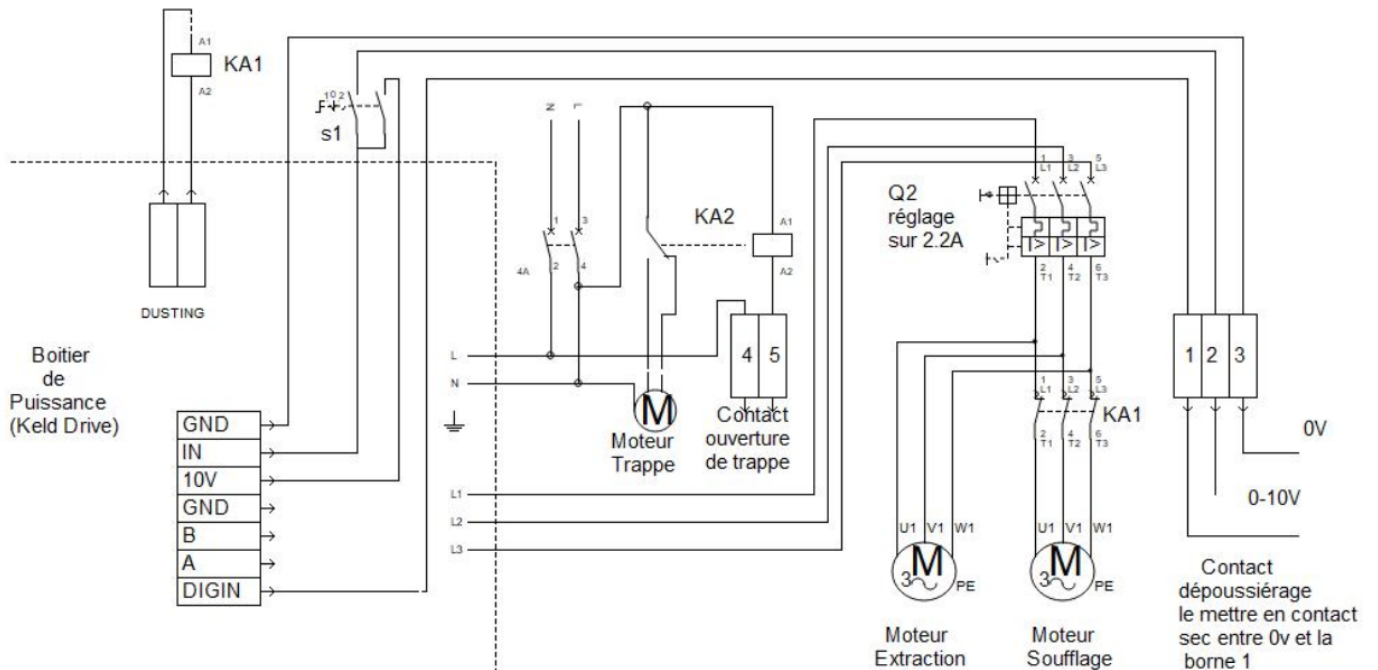 A1
KA1
A2
1 0 2
s1
DUSTING
Boitier
de
Puissance
(Keld Drive)
GND
IN
10V
GND
B
A
DIGIN
N
L
1
3
4A
2
4
KA2
A1
A2
L
N
4
5
M
Moteur
Trappe
Contact
ouverture
de trappe
L1
L2
L3
Q2
réglage
sur 2.2A
1
3
5
L1
L2
L3
I>
I>
I>
2
4
6
T1
T2
T3
1
3
5
L1
L2
L3
KA1
2
4
6
T1
T2
T3
U1
V1
W1
M
3
PE
Moteur
Extraction
U1
V1
W1
M
3
PE
Moteur
Soufflage
1
2
3
0V
0-10V
Contact
dépoussiérage
le mettre en contact
sec entre 0v et la
borne 1